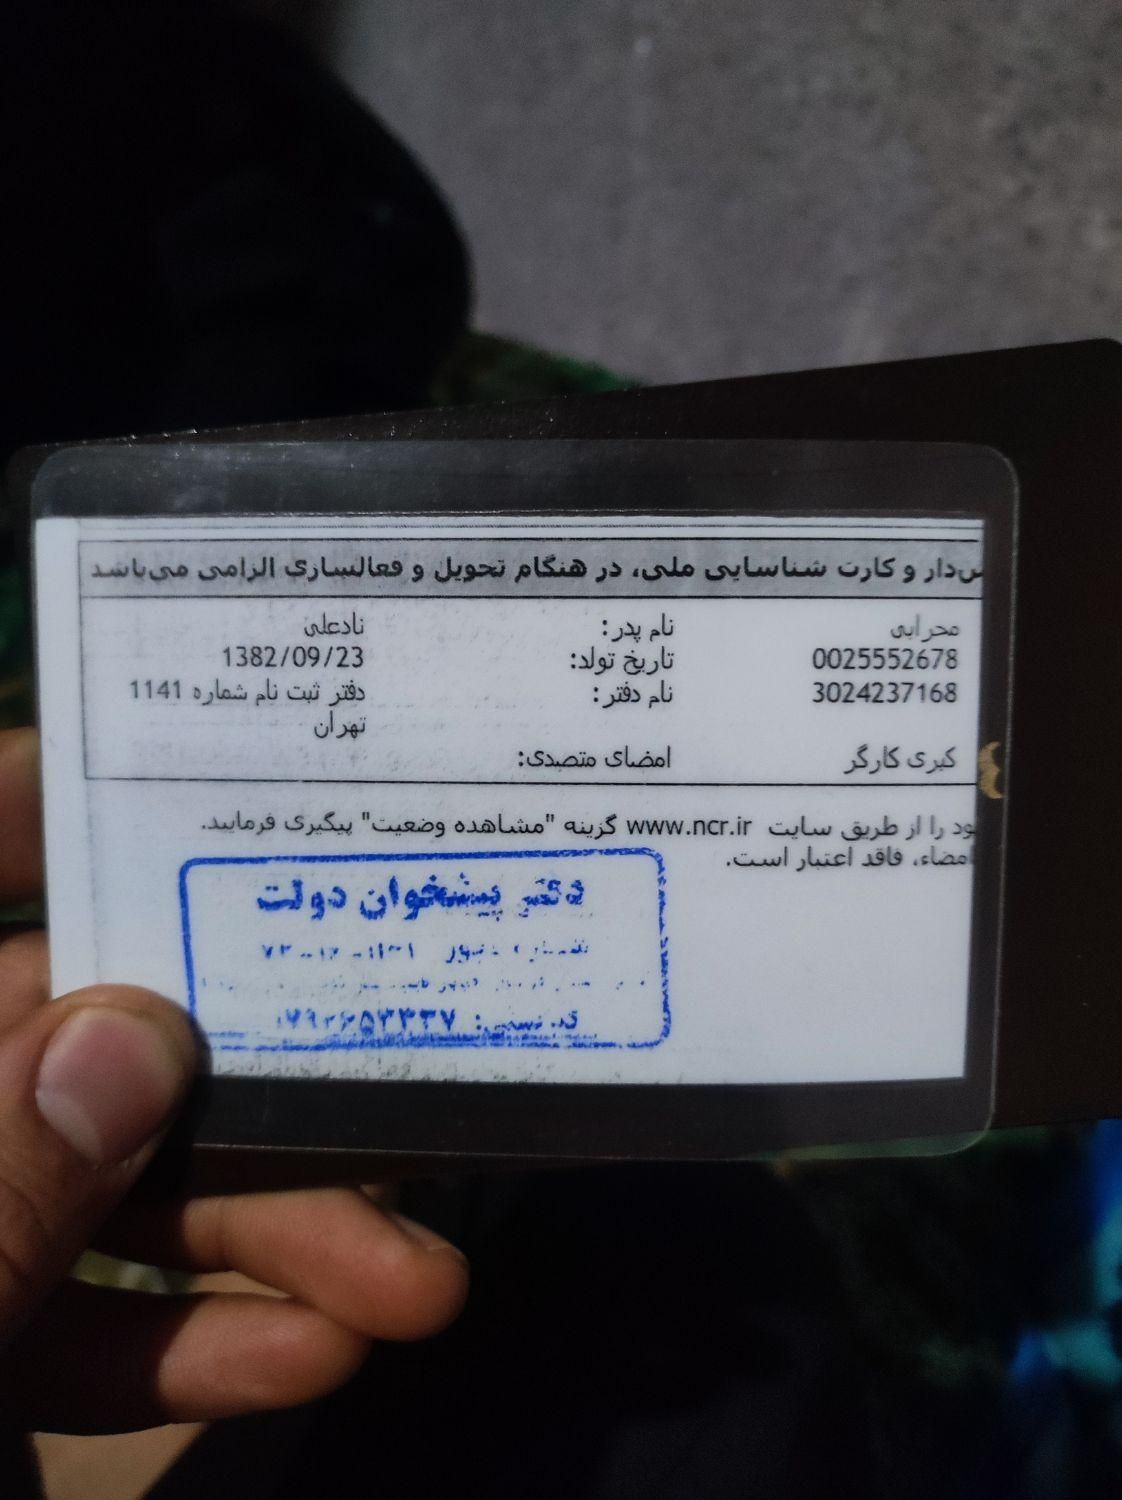 س‌دار و کارت شناسایی ملی، در هنگام تحویل و فعالسازی الزامی می‌باشد
محرابی نام پدر: نادعلی
0025552678 تاریخ تولد: 1382/09/23
3024237168 نام دفتر: دفتر ثبت نام شماره 1141
تهران
کبری کارگر امضای متصدی:
ود را از طریق سایت www.ncr.ir گزینه "مشاهده وضعیت" پیگیری فرمایید.
امضاء، فاقد اعتبار است.
دفتر پیشخوان دولت